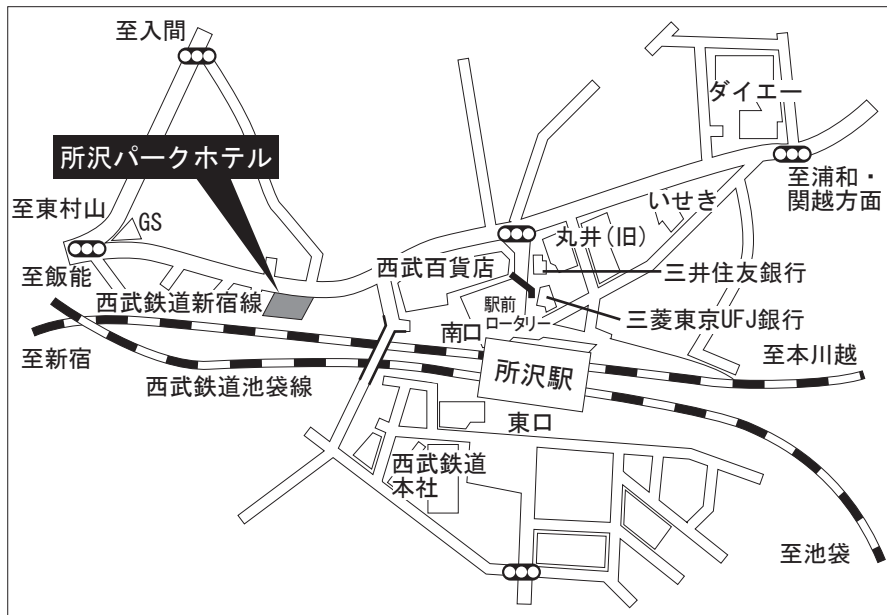 至入間
ダイエー
所沢パークホテル
至浦和・
関越方面
いせき
至東村山
GS
丸井(旧)
西武百貨店
三井住友銀行
至飯能
西武鉄道新宿線
駅前
ロータリー
三菱東京UFJ銀行
南口
至新宿
至本川越
西武鉄道池袋線
所沢駅
東口
西武鉄道
本社
至池袋